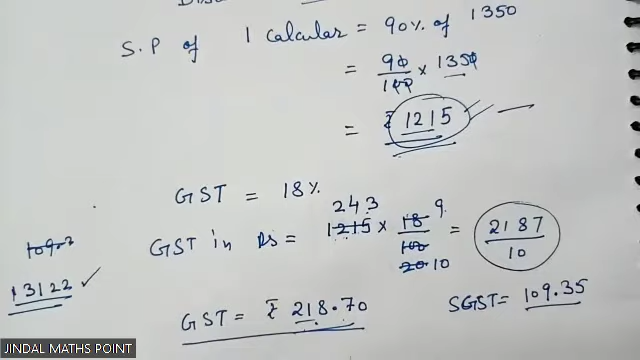 S.P of 1 calcular = 90% of 1350
= 90/100 × 1350
= ₹ 1215
GST = 18%
243 9
GST in Rs = 1215 × 18/100 = 2187/10
20 10
13122 ✓
GST = ₹ 218.70
SGST = 109.35
JINDAL MATHS POINT